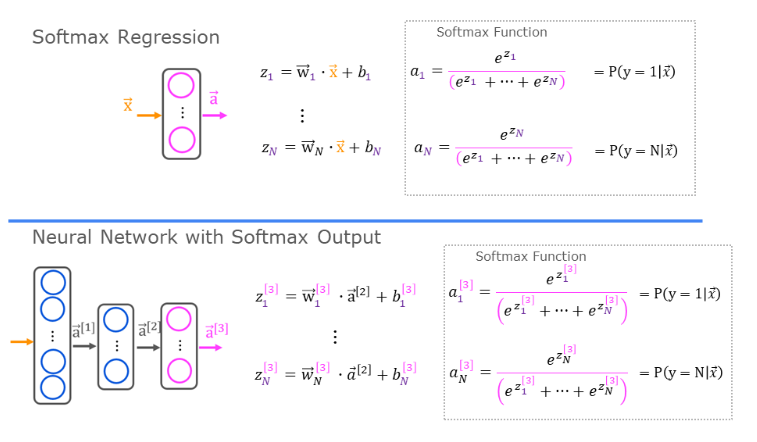 Softmax Regression
x⃗
⋮
a⃗
z₁ = w⃗₁ · x⃗ + b₁
⋮
z_N = w⃗_N · x⃗ + b_N
Softmax Function
a₁ = e^{z₁} / (e^{z₁} + ⋯ + e^{z_N}) = P(y = 1|x⃗)
a_N = e^{z_N} / (e^{z₁} + ⋯ + e^{z_N}) = P(y = N|x⃗)
Neural Network with Softmax Output
⋮
a⃗^{[1]}
⋮
a⃗^{[2]}
⋮
a⃗^{[3]}
z₁^{[3]} = w⃗₁^{[3]} · a⃗^{[2]} + b₁^{[3]}
⋮
z_N^{[3]} = w⃗_N^{[3]} · a⃗^{[2]} + b_N^{[3]}
Softmax Function
a₁^{[3]} = e^{z₁^{[3]}} / (e^{z₁^{[3]}} + ⋯ + e^{z_N^{[3]}}) = P(y = 1|x⃗)
a_N^{[3]} = e^{z_N^{[3]}} / (e^{z₁^{[3]}} + ⋯ + e^{z_N^{[3]}}) = P(y = N|x⃗)